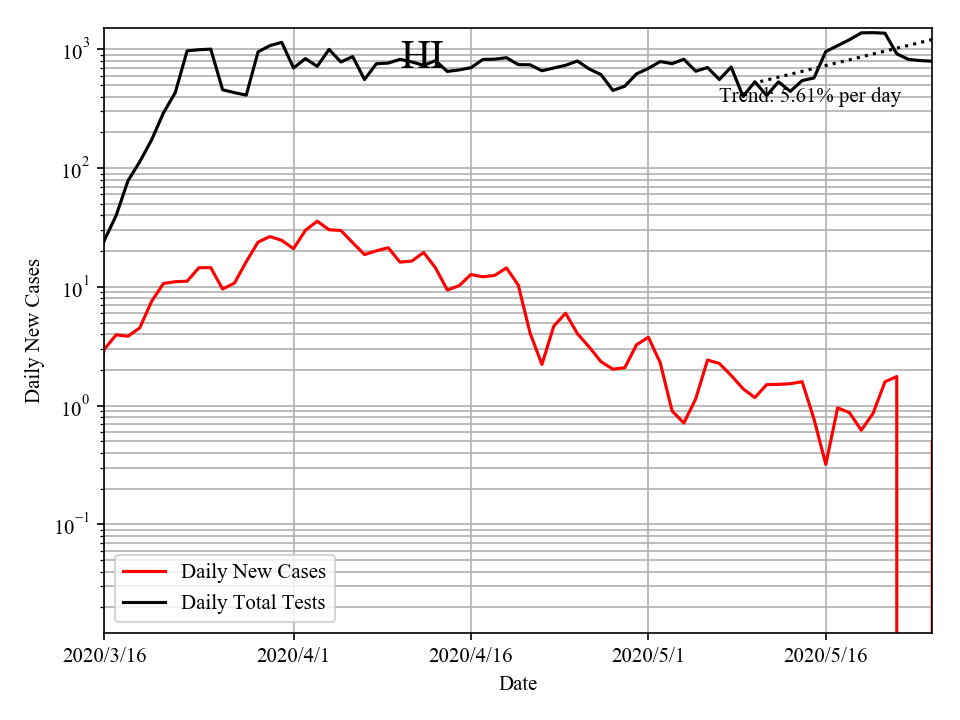 HI
Trend: 5.61% per day
Daily New Cases
10³
10²
10¹
10⁰
10⁻¹
Daily New Cases
Daily Total Tests
2020/3/16 2020/4/1 2020/4/16 2020/5/1 2020/5/16
Date